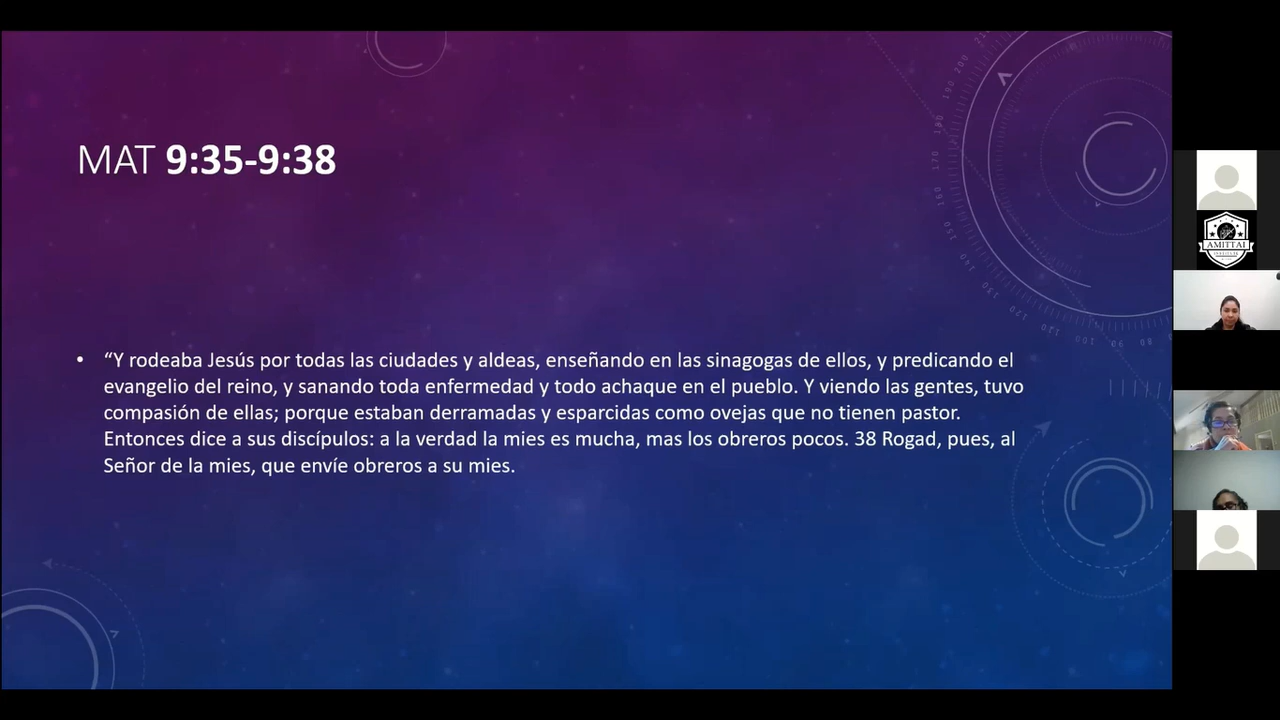 MAT 9:35-9:38
• “Y rodeaba Jesús por todas las ciudades y aldeas, enseñando en las sinagogas de ellos, y predicando el
evangelio del reino, y sanando toda enfermedad y todo achaque en el pueblo. Y viendo las gentes, tuvo
compasión de ellas; porque estaban derramadas y esparcidas como ovejas que no tienen pastor.
Entonces dice a sus discípulos: a la verdad la mies es mucha, mas los obreros pocos. 38 Rogad, pues, al
Señor de la mies, que envíe obreros a su mies.
AMITTAI